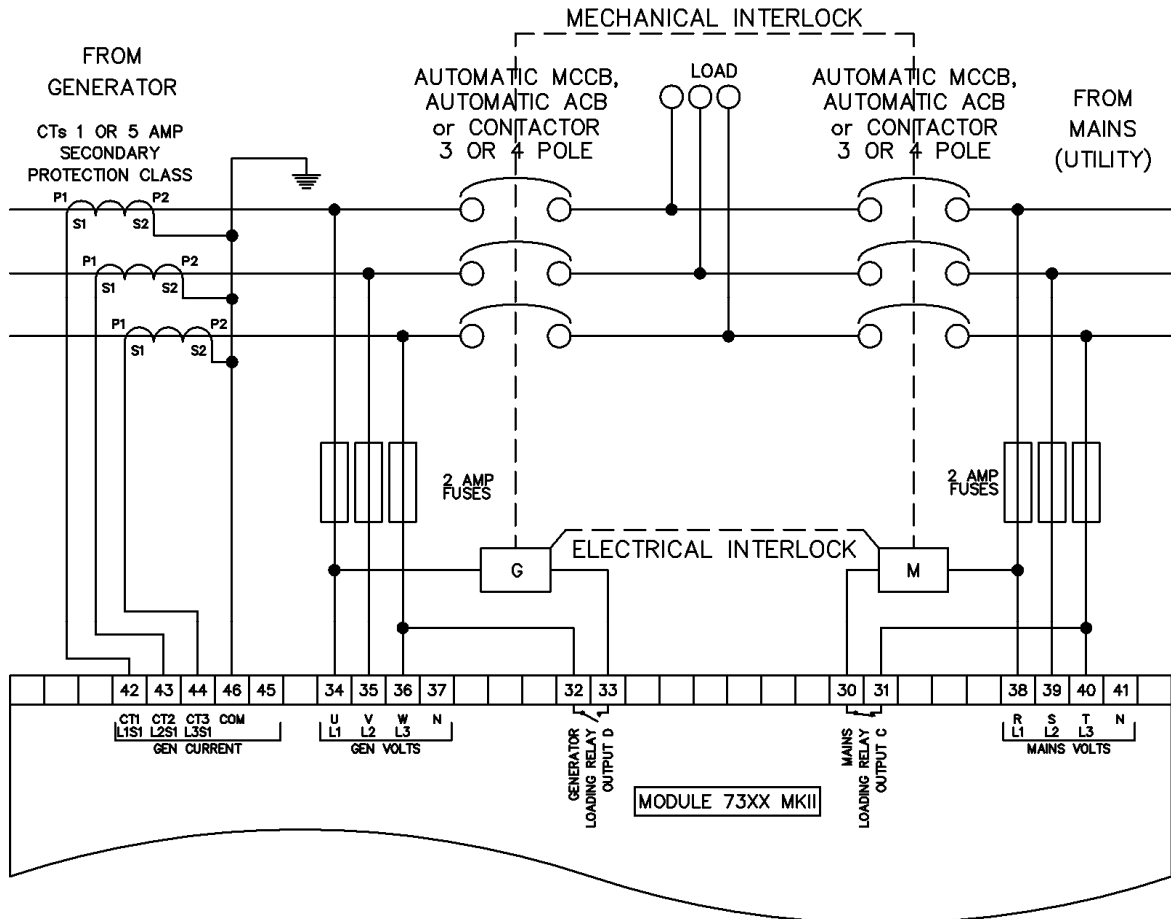 MECHANICAL INTERLOCK
FROM
GENERATOR
CTs 1 OR 5 AMP
SECONDARY
PROTECTION CLASS
AUTOMATIC MCCB,
AUTOMATIC ACB
or CONTACTOR
3 OR 4 POLE
LOAD
AUTOMATIC MCCB,
AUTOMATIC ACB
or CONTACTOR
3 OR 4 POLE
FROM
MAINS
(UTILITY)
P1 P2
S1 S2
P1 P2
S1 S2
P1 P2
S1 S2
2 AMP
FUSES
2 AMP
FUSES
ELECTRICAL INTERLOCK
G
M
42 43 44 46 45 34 35 36 37 32 33 30 31 38 39 40 41
CT1 CT2 CT3 COM
L1S1 L2S1 L3S1
GEN CURRENT
U V W N
L1 L2 L3
GEN VOLTS
GENERATOR
LOADING RELAY
OUTPUT D
MODULE 73XX MKII
MAINS
LOADING RELAY
OUTPUT C
R S T N
L1 L2 L3
MAINS VOLTS